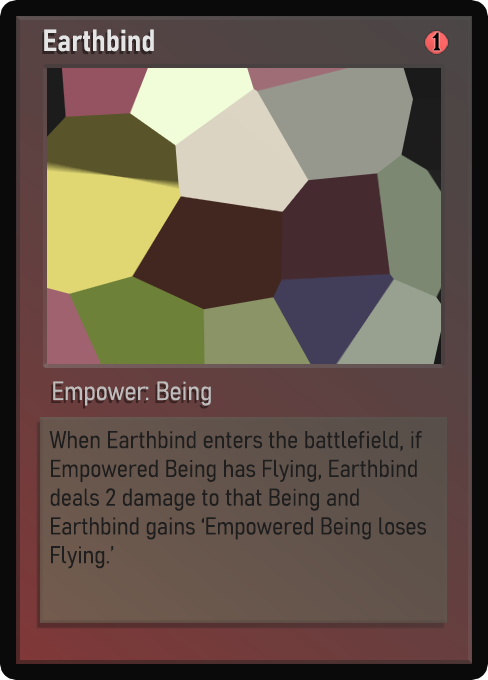 Earthbind
1
Empower: Being
When Earthbind enters the battlefield, if
Empowered Being has Flying, Earthbind
deals 2 damage to that Being and
Earthbind gains ‘Empowered Being loses
Flying.’